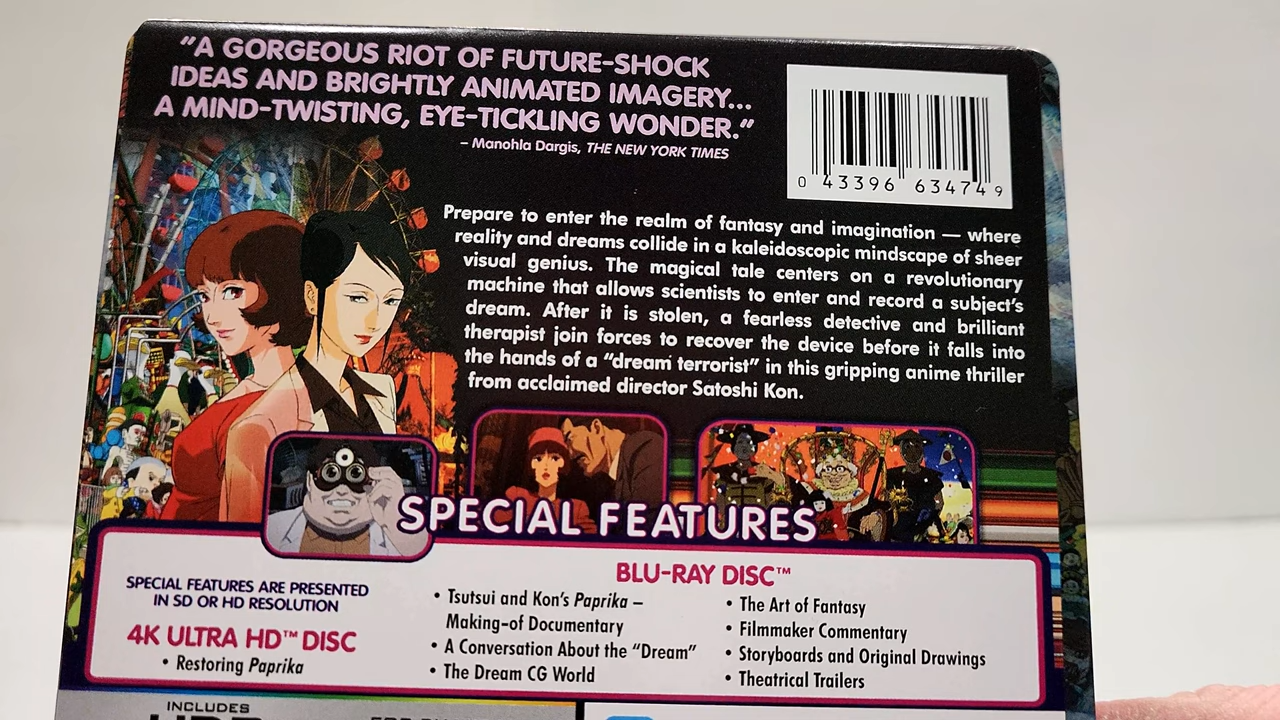 “A GORGEOUS RIOT OF FUTURE-SHOCK
IDEAS AND BRIGHTLY ANIMATED IMAGERY...
A MIND-TWISTING, EYE-TICKLING WONDER.”
– Manohla Dargis, THE NEW YORK TIMES
0 43396 63474 9
Prepare to enter the realm of fantasy and imagination — where
reality and dreams collide in a kaleidoscopic mindscape of sheer
visual genius. The magical tale centers on a revolutionary
machine that allows scientists to enter and record a subject’s
dream. After it is stolen, a fearless detective and brilliant
therapist join forces to recover the device before it falls into
the hands of a “dream terrorist” in this gripping anime thriller
from acclaimed director Satoshi Kon.
SPECIAL FEATURES
SPECIAL FEATURES ARE PRESENTED
IN SD OR HD RESOLUTION
4K ULTRA HD™ DISC
• Restoring Paprika
BLU-RAY DISC™
• Tsutsui and Kon’s Paprika –
Making-of Documentary
• A Conversation About the “Dream”
• The Dream CG World
• The Art of Fantasy
• Filmmaker Commentary
• Storyboards and Original Drawings
• Theatrical Trailers
INCLUDES